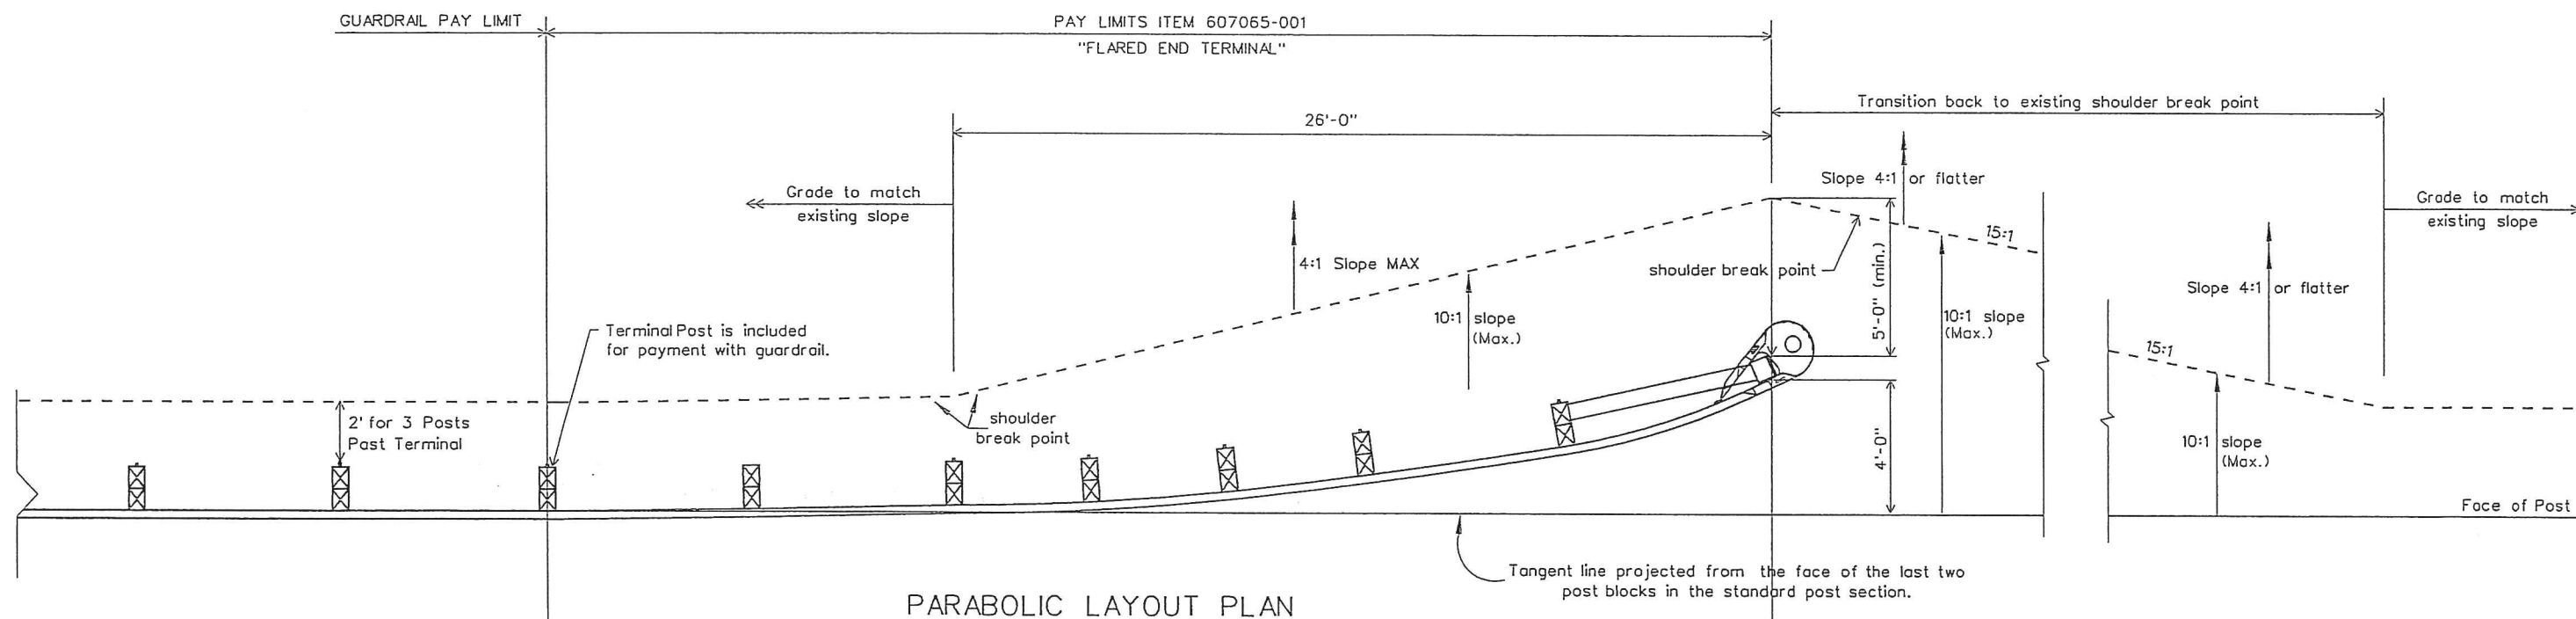 GUARDRAIL PAY LIMIT
PAY LIMITS ITEM 607065-001
"FLARED END TERMINAL"
Transition back to existing shoulder break point
26'-0"
Grade to match
existing slope
Slope 4:1 or flatter
Grade to match
existing slope
4:1 Slope MAX
shoulder break point
15:1
5'-0" (min.)
Slope 4:1 or flatter
10:1 slope
(Max.)
10:1 slope
(Max.)
Terminal Post is included
for payment with guardrail.
15:1
2' for 3 Posts
Past Terminal
shoulder
break point
10:1 slope
(Max.)
4'-0"
Face of Post
Tangent line projected from the face of the last two
post blocks in the standard post section.
PARABOLIC LAYOUT PLAN